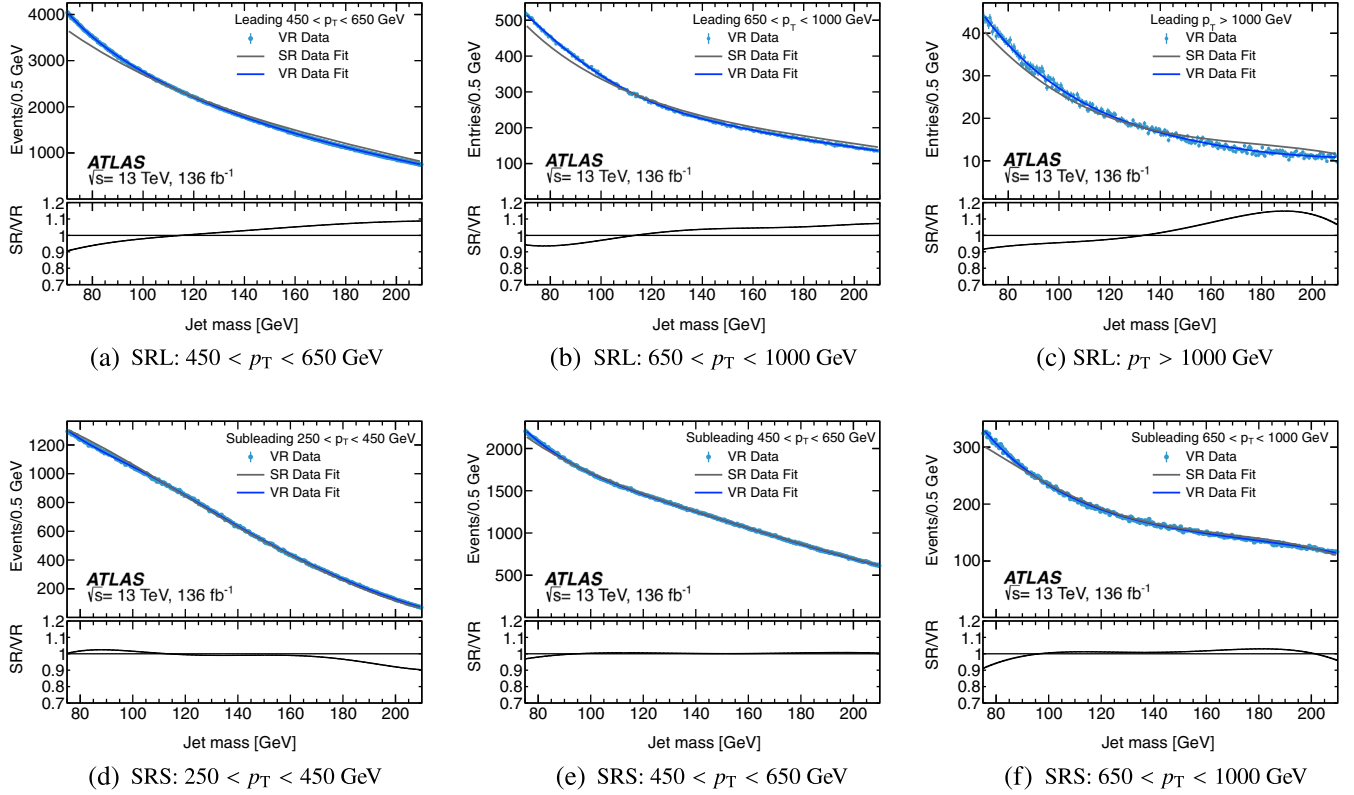 Leading 450 < pT < 650 GeV
VR Data
SR Data Fit
VR Data Fit
Events/0.5 GeV
4000
3000
2000
1000
ATLAS
√s= 13 TeV, 136 fb⁻¹
SR/VR
1.2
1.1
1
0.9
0.8
0.7
80 100 120 140 160 180 200
Jet mass [GeV]
(a) SRL: 450 < pT < 650 GeV
Leading 650 < pT < 1000 GeV
VR Data
SR Data Fit
VR Data Fit
Entries/0.5 GeV
500
400
300
200
100
ATLAS
√s= 13 TeV, 136 fb⁻¹
SR/VR
1.2
1.1
1
0.9
0.8
0.7
80 100 120 140 160 180 200
Jet mass [GeV]
(b) SRL: 650 < pT < 1000 GeV
Leading pT > 1000 GeV
VR Data
SR Data Fit
VR Data Fit
Entries/0.5 GeV
40
30
20
10
ATLAS
√s= 13 TeV, 136 fb⁻¹
SR/VR
1.2
1.1
1
0.9
0.8
0.7
80 100 120 140 160 180 200
Jet mass [GeV]
(c) SRL: pT > 1000 GeV
Subleading 250 < pT < 450 GeV
VR Data
SR Data Fit
VR Data Fit
Events/0.5 GeV
1200
1000
800
600
400
200
ATLAS
√s= 13 TeV, 136 fb⁻¹
SR/VR
1.2
1.1
1
0.9
0.8
0.7
80 100 120 140 160 180 200
Jet mass [GeV]
(d) SRS: 250 < pT < 450 GeV
Subleading 450 < pT < 650 GeV
VR Data
SR Data Fit
VR Data Fit
Events/0.5 GeV
2000
1500
1000
500
ATLAS
√s= 13 TeV, 136 fb⁻¹
SR/VR
1.2
1.1
1
0.9
0.8
0.7
80 100 120 140 160 180 200
Jet mass [GeV]
(e) SRS: 450 < pT < 650 GeV
Subleading 650 < pT < 1000 GeV
VR Data
SR Data Fit
VR Data Fit
Events/0.5 GeV
300
200
100
ATLAS
√s= 13 TeV, 136 fb⁻¹
SR/VR
1.2
1.1
1
0.9
0.8
0.7
80 100 120 140 160 180 200
Jet mass [GeV]
(f) SRS: 650 < pT < 1000 GeV